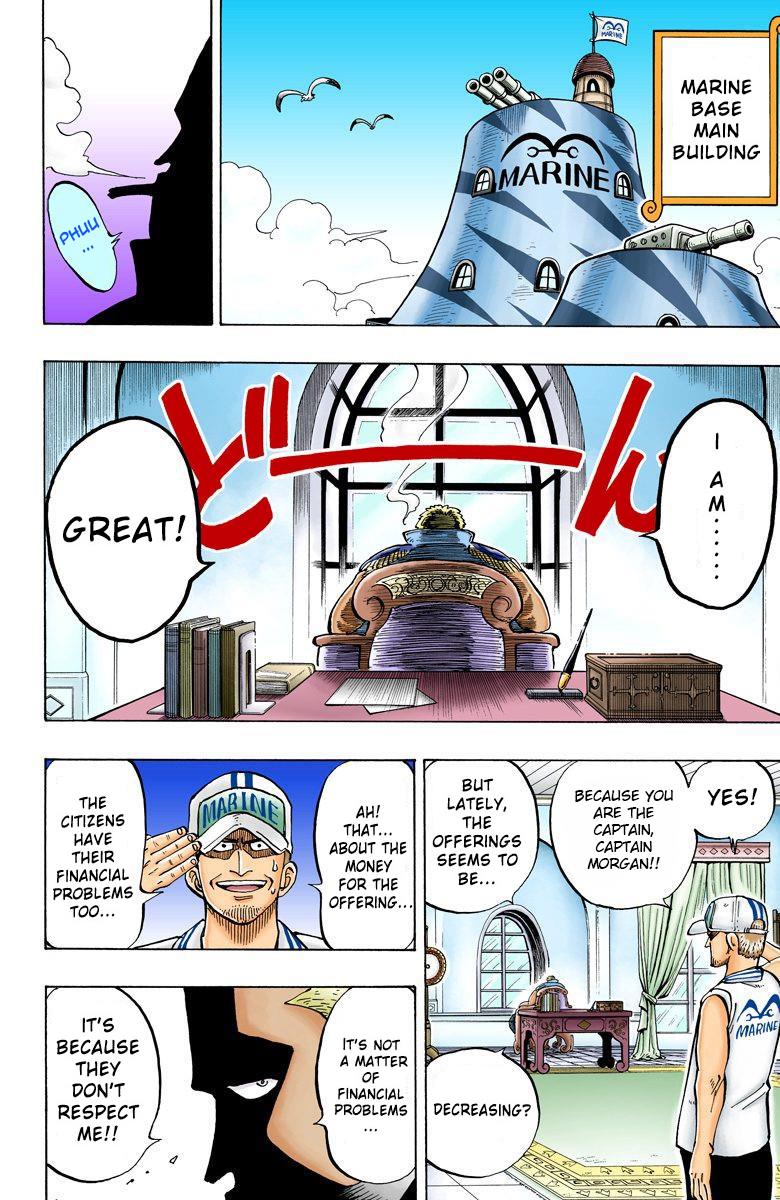 MARINE
BASE
MAIN
BUILDING
MARINE
MARINE
PHUU
...
I
AM......
ど
ー
ん
GREAT!
YES!
BECAUSE YOU
ARE THE
CAPTAIN,
CAPTAIN
MORGAN!!
BUT
LATELY,
THE
OFFERINGS
SEEMS TO
BE...
MARINE
DECREASING?
AH!
THAT...
ABOUT THE
MONEY
FOR THE
OFFERING...
MARINE
THE
CITIZENS
HAVE
THEIR
FINANCIAL
PROBLEMS
TOO...
IT'S NOT
A MATTER
OF
FINANCIAL
PROBLEMS
...
IT'S
BECAUSE
THEY
DON'T
RESPECT
ME!!